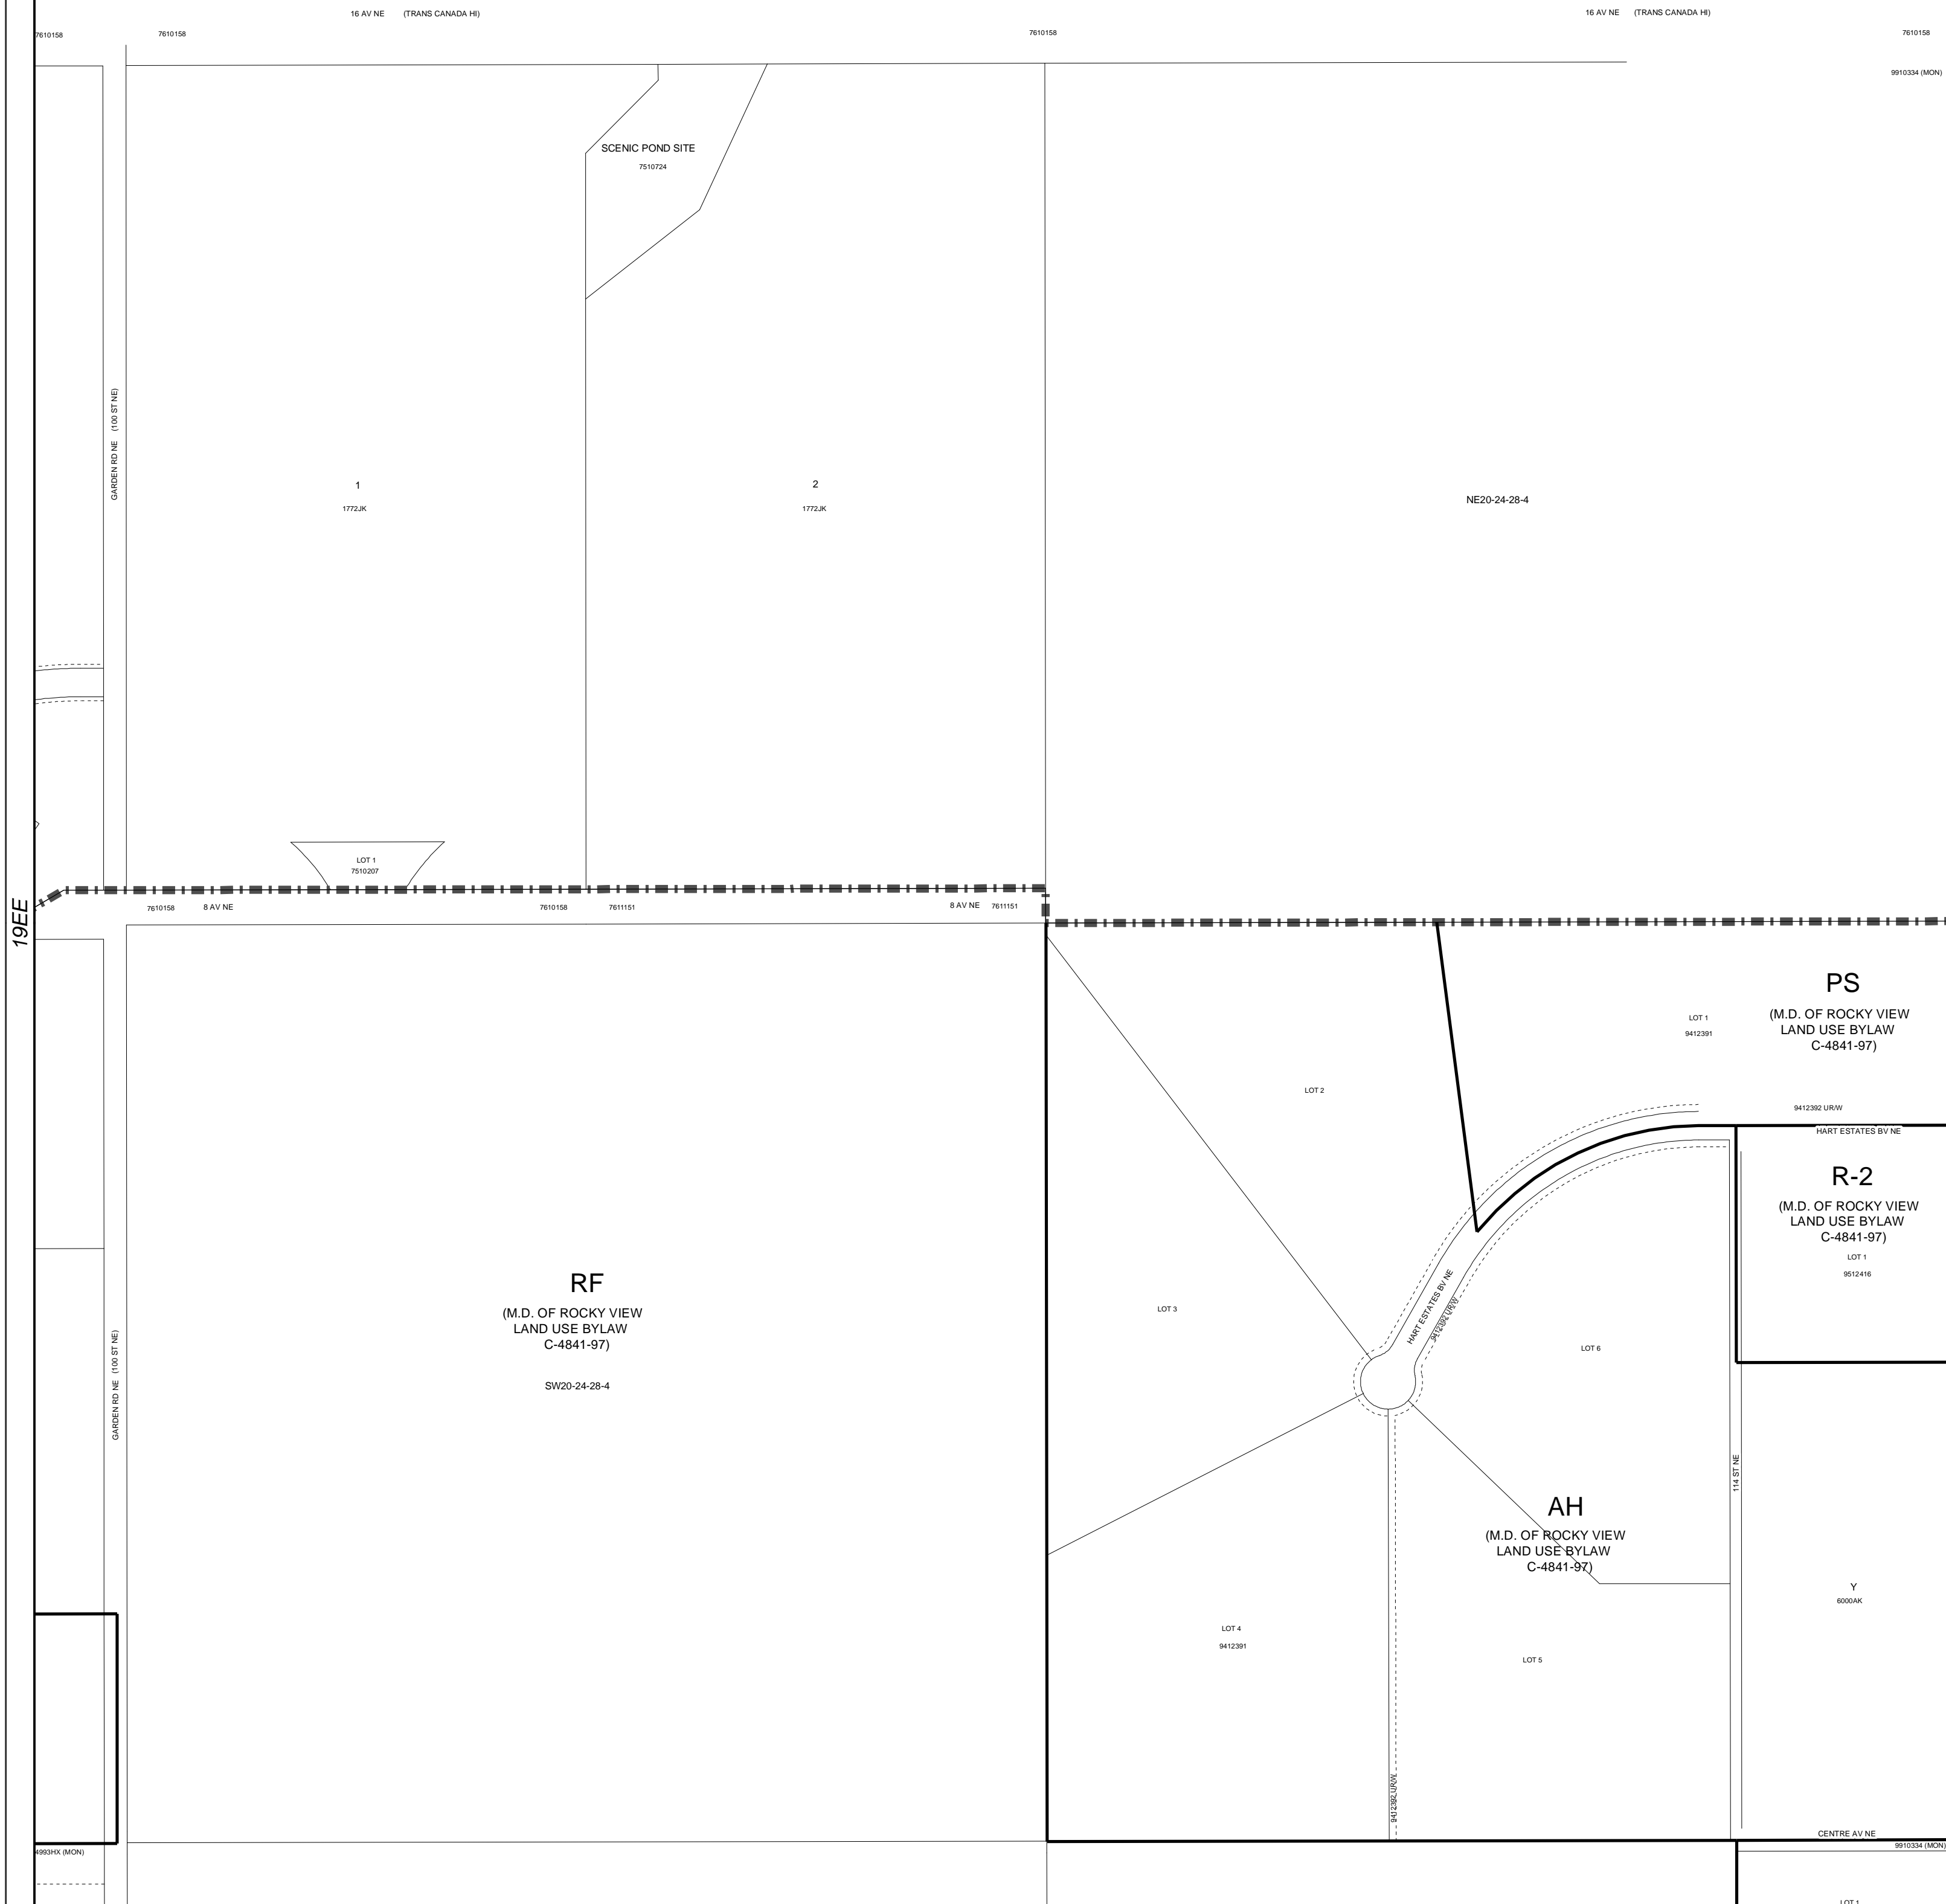 16 AV NE (TRANS CANADA HI)
16 AV NE (TRANS CANADA HI)
7610158
7610158
7610158
7610158
9910334 (MON)
SCENIC POND SITE
7510724
GARDEN RD NE (100 ST NE)
1
1772JK
2
1772JK
NE20-24-28-4
LOT 1
7510207
19EE
7610158
8 AV NE
7610158
7611151
8 AV NE
7611151
PS
(M.D. OF ROCKY VIEW
LAND USE BYLAW
C-4841-97)
LOT 1
9412391
LOT 2
9412392 UR/W
HART ESTATES BV NE
R-2
(M.D. OF ROCKY VIEW
LAND USE BYLAW
C-4841-97)
LOT 1
9512416
RF
(M.D. OF ROCKY VIEW
LAND USE BYLAW
C-4841-97)
SW20-24-28-4
GARDEN RD NE (100 ST NE)
LOT 3
HART ESTATES BV NE
9412392 UR/W
LOT 6
114 ST NE
AH
(M.D. OF ROCKY VIEW
LAND USE BYLAW
C-4841-97)
Y
6000AK
LOT 4
9412391
LOT 5
9412392 UR/W
CENTRE AV NE
9910334 (MON)
4993HX (MON)
LOT 1